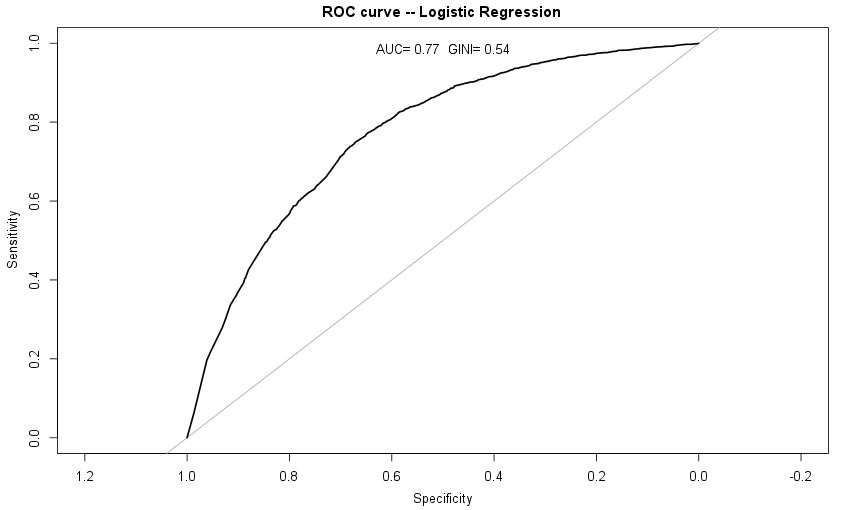 ROC curve -- Logistic Regression
AUC= 0.77 GINI= 0.54
Sensitivity
1.0
0.8
0.6
0.4
0.2
0.0
1.2 1.0 0.8 0.6 0.4 0.2 0.0 -0.2
Specificity